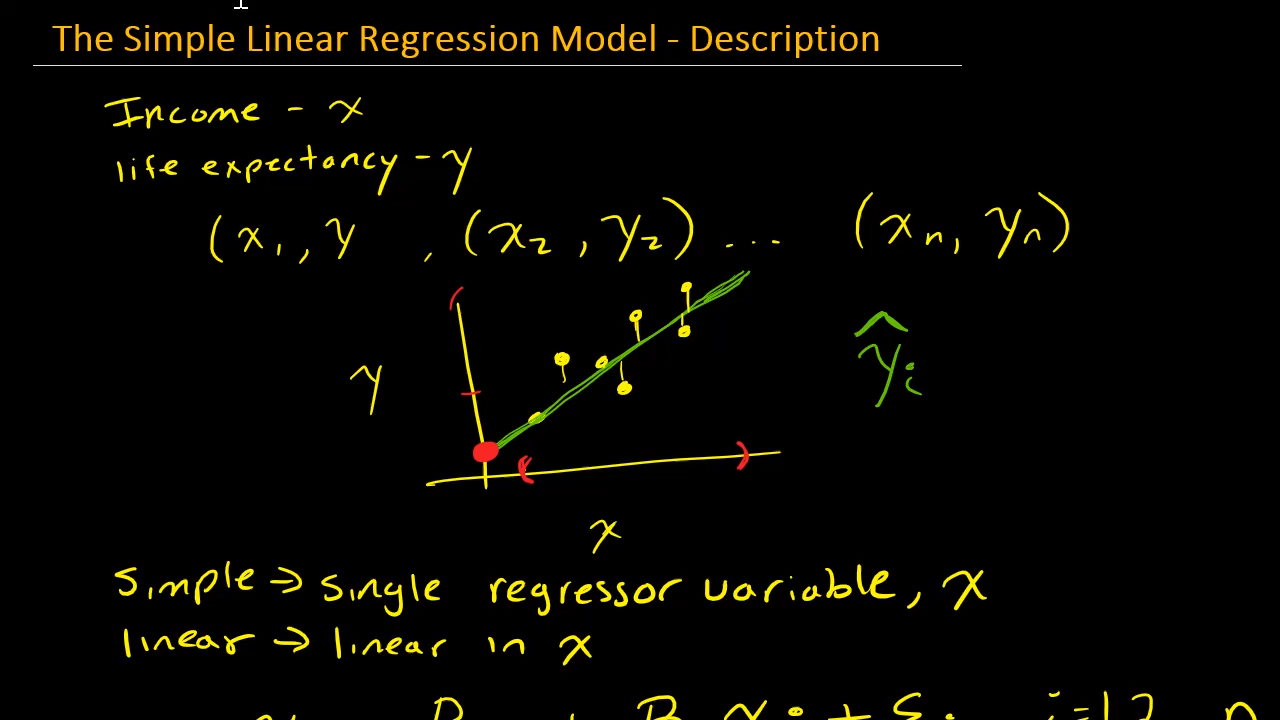 The Simple Linear Regression Model - Description
Income - x
life expectancy - y
(x₁, y , (x₂, y₂) ... (xₙ, yₙ)
y
ŷᵢ
x
simple → single regressor variable, x
linear → linear in x